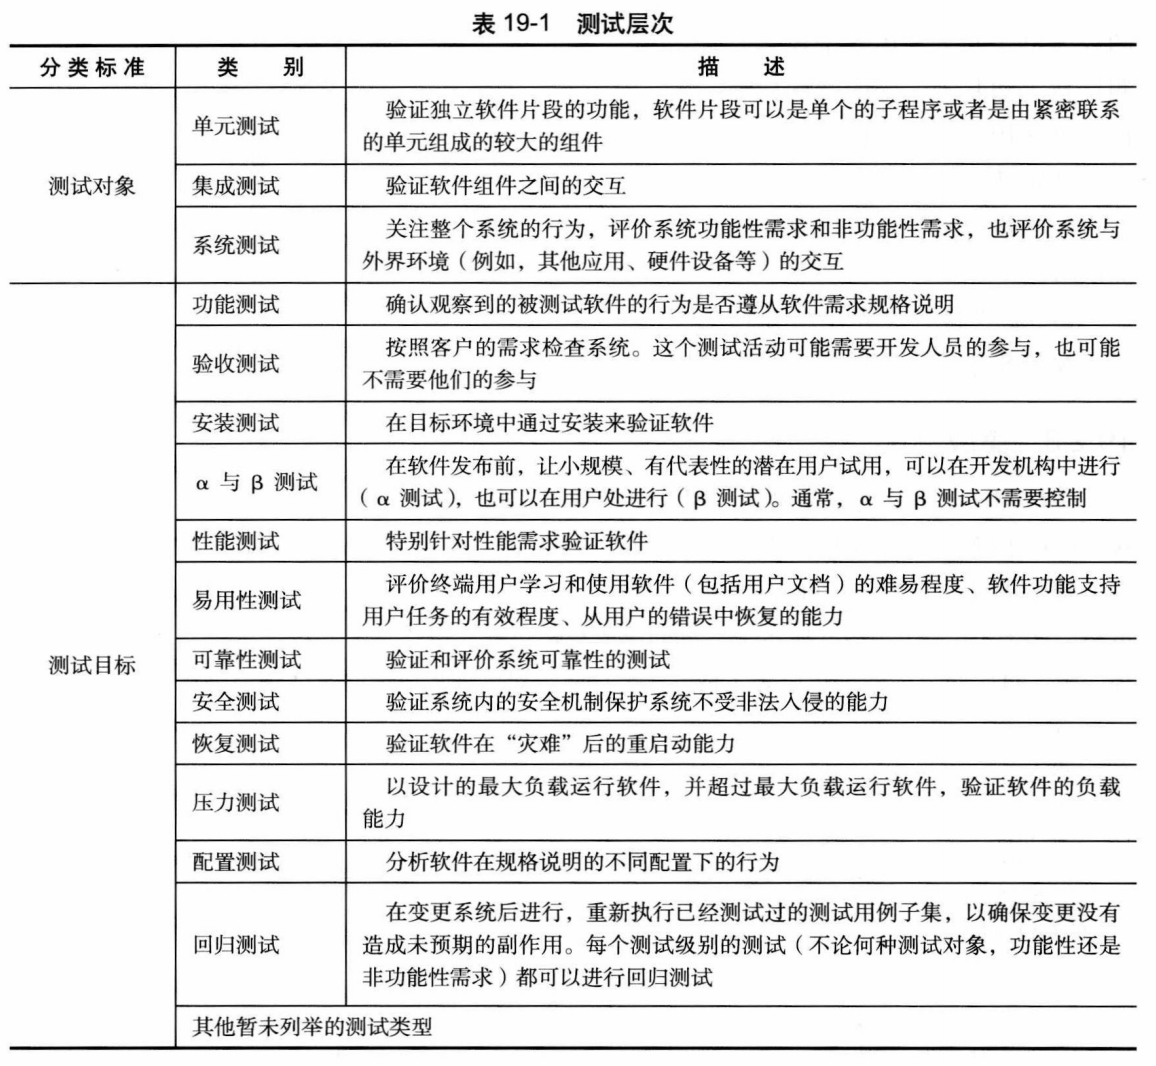 表 19-1 测试层次
分类标准 类 别 描 述
测试对象
单元测试
验证独立软件片段的功能，软件片段可以是单个的子程序或者是由紧密联系
的单元组成的较大的组件
集成测试
验证软件组件之间的交互
系统测试
关注整个系统的行为，评价系统功能性需求和非功能性需求，也评价系统与
外界环境（例如，其他应用、硬件设备等）的交互
测试目标
功能测试
确认观察到的被测试软件的行为是否遵从软件需求规格说明
验收测试
按照客户的需求检查系统。这个测试活动可能需要开发人员的参与，也可能
不需要他们的参与
安装测试
在目标环境中通过安装来验证软件
α 与 β 测试
在软件发布前，让小规模、有代表性的潜在用户试用，可以在开发机构中进行
（α 测试），也可以在用户处进行（β 测试）。通常，α 与 β 测试不需要控制
性能测试
特别针对性能需求验证软件
易用性测试
评价终端用户学习和使用软件（包括用户文档）的难易程度、软件功能支持
用户任务的有效程度、从用户的错误中恢复的能力
可靠性测试
验证和评价系统可靠性的测试
安全测试
验证系统内的安全机制保护系统不受非法入侵的能力
恢复测试
验证软件在“灾难”后的重启动能力
压力测试
以设计的最大负载运行软件，并超过最大负载运行软件，验证软件的负载
能力
配置测试
分析软件在规格说明的不同配置下的行为
回归测试
在变更系统后进行，重新执行已经测试过的测试用例子集，以确保变更没有
造成未预期的副作用。每个测试级别的测试（不论何种测试对象，功能性还是
非功能性需求）都可以进行回归测试
其他暂未列举的测试类型